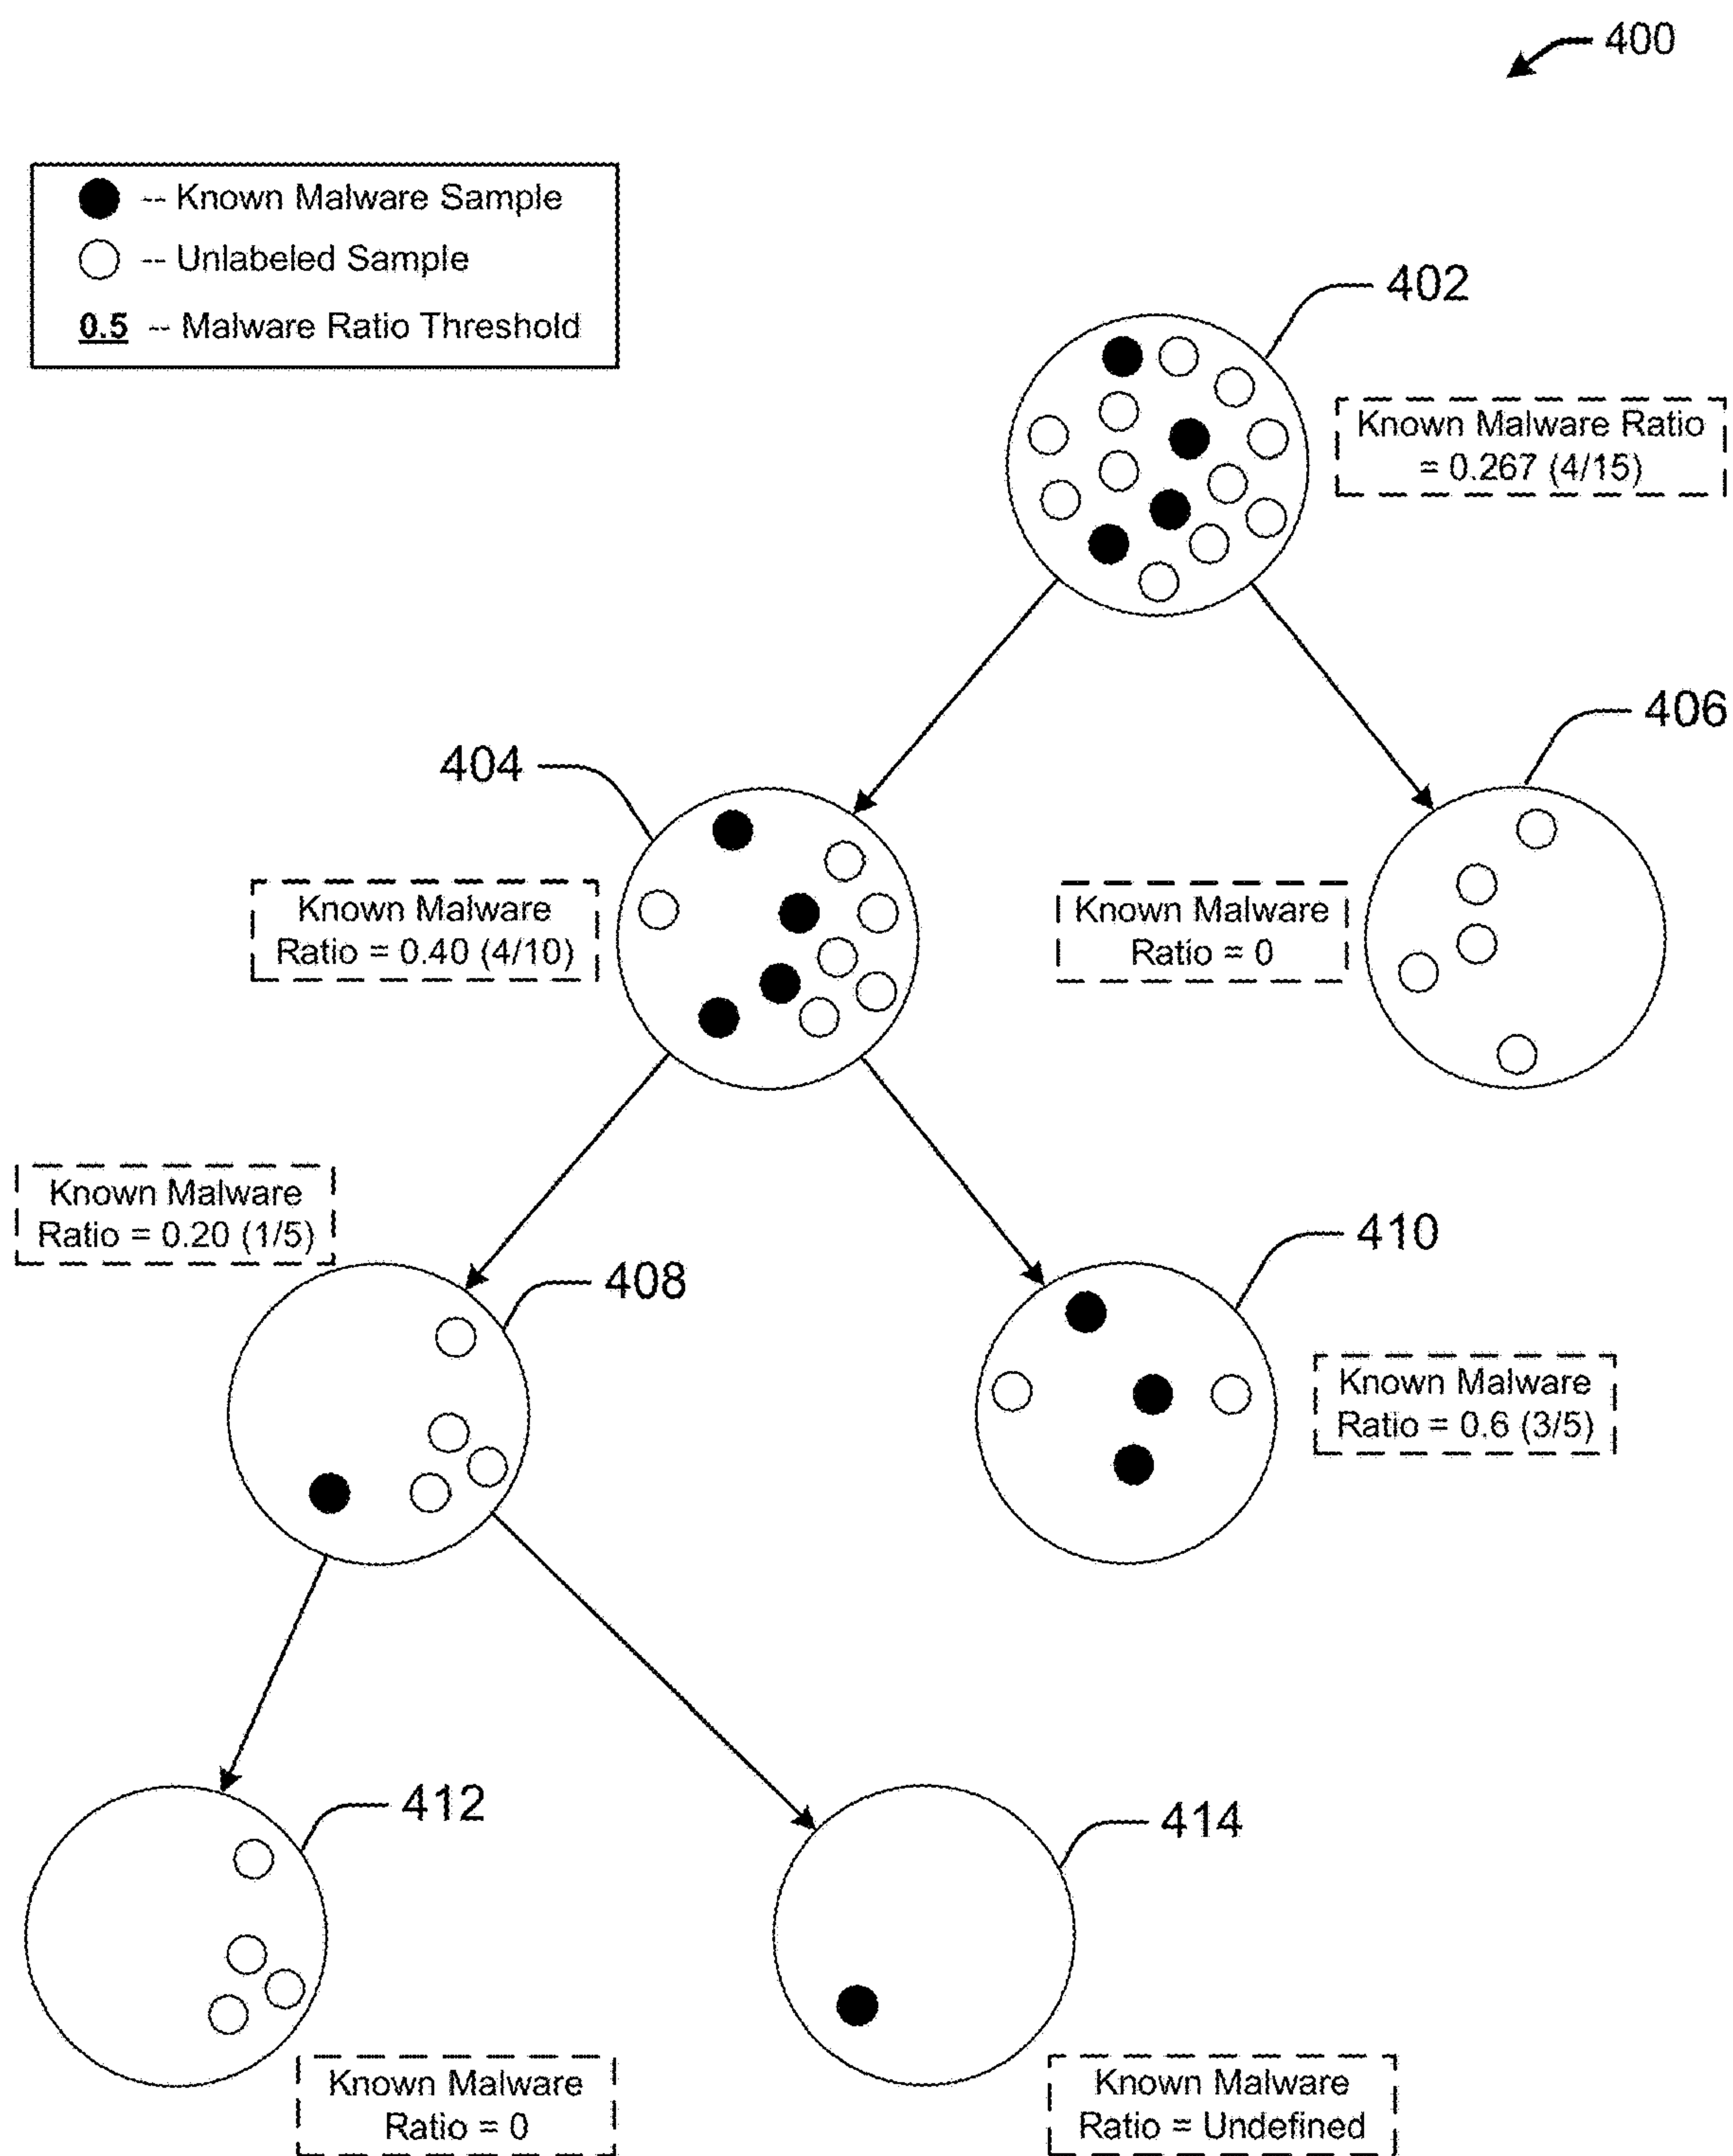 400
-- Known Malware Sample
-- Unlabeled Sample
0.5 -- Malware Ratio Threshold
402
Known Malware Ratio
= 0.267 (4/15)
404
406
Known Malware
Ratio = 0.40 (4/10)
Known Malware
Ratio = 0
Known Malware
Ratio = 0.20 (1/5)
408
410
Known Malware
Ratio = 0.6 (3/5)
412
414
Known Malware
Ratio = 0
Known Malware
Ratio = Undefined